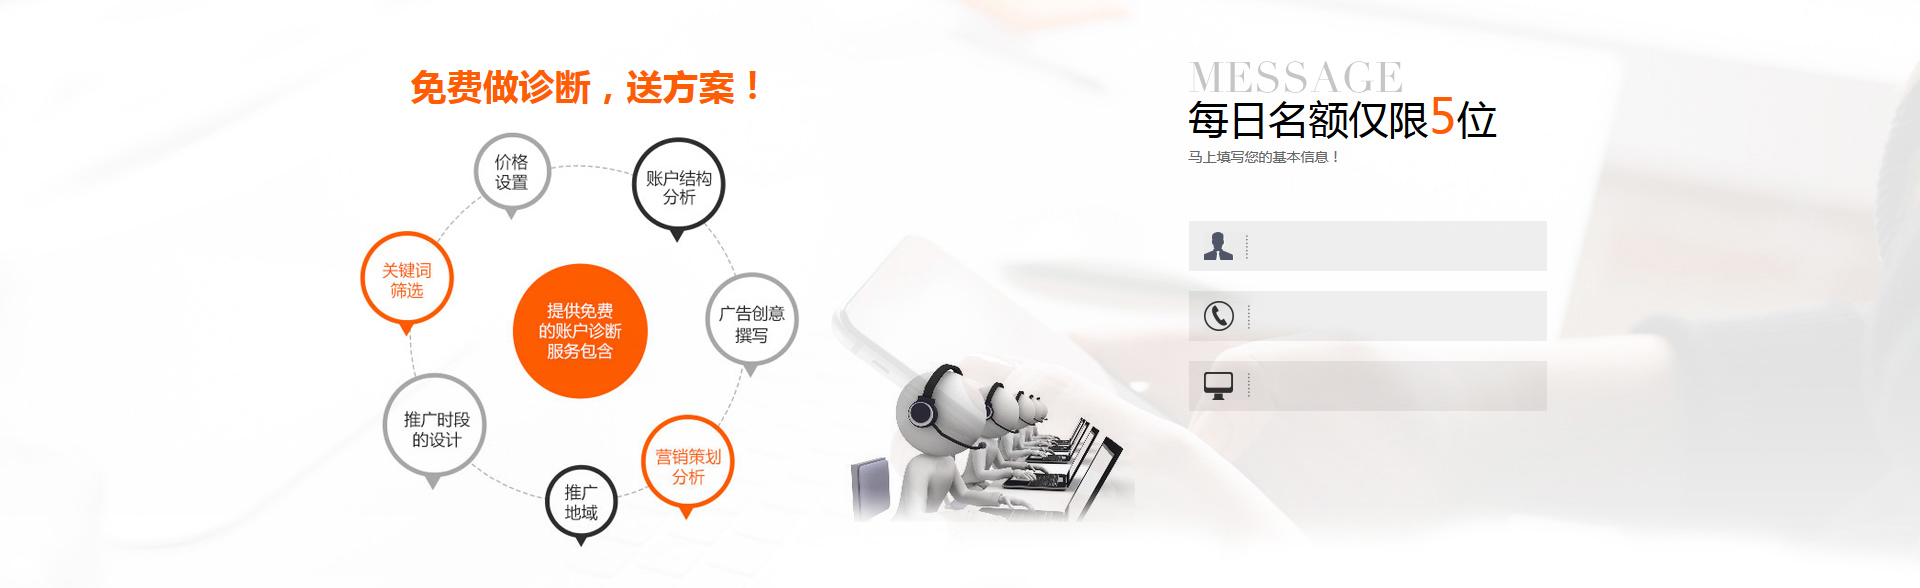 免费做诊断，送方案！
价格
设置
账户结构
分析
关键词
筛选
提供免费
的账户诊断
服务包含
广告创意
撰写
推广时段
的设计
营销策划
分析
推广
地域
MESSAGE
每日名额仅限5位
马上填写您的基本信息！